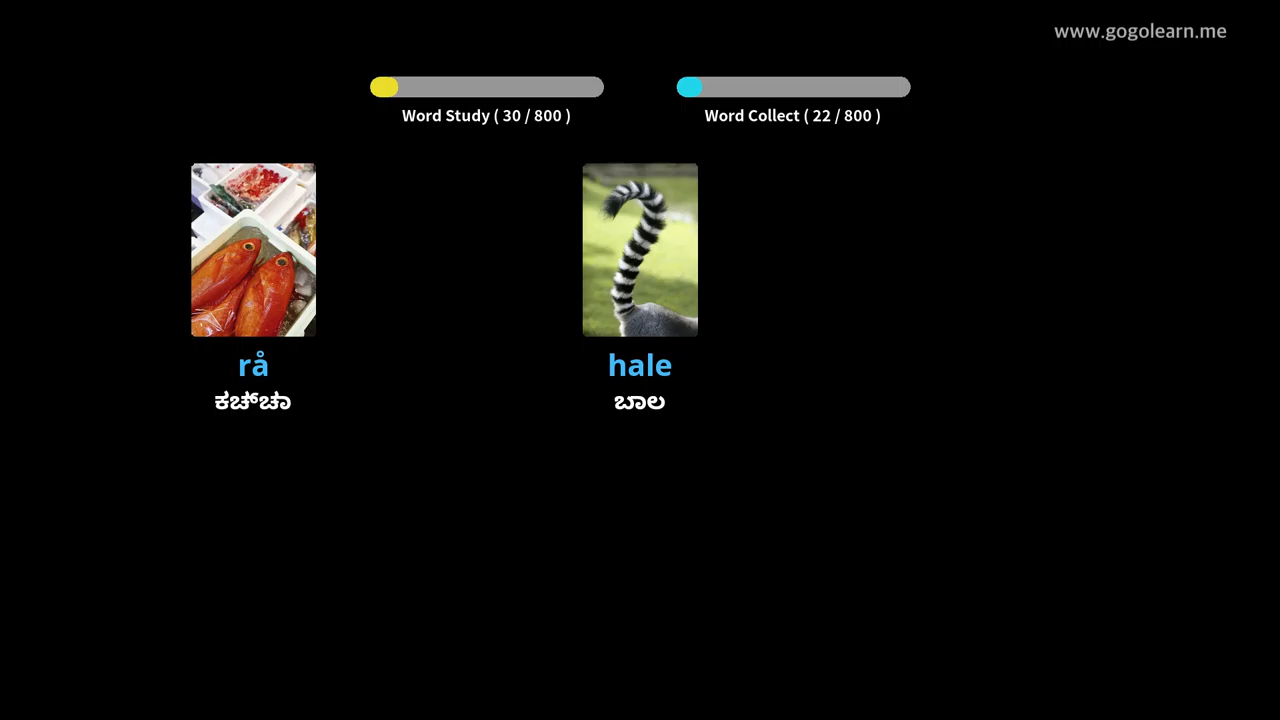 www.gogolearn.me
Word Study ( 30 / 800 )
Word Collect ( 22 / 800 )
rå
ಕಚ್‌ಚಾ
hale
ಬಾಲ